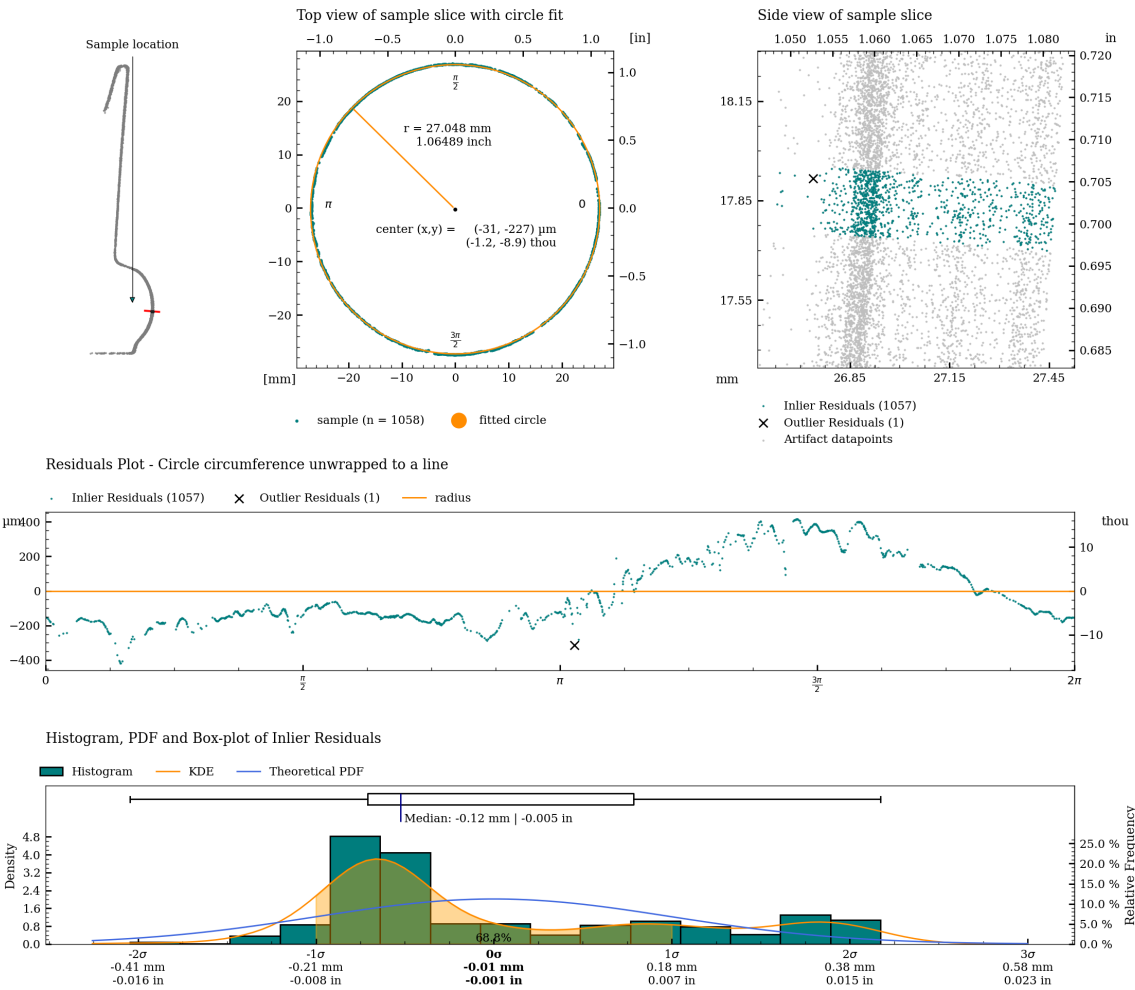 Sample location
Top view of sample slice with circle fit
−1.0 −0.5 0.0 0.5 1.0 [in]
π/2
r = 27.048 mm
1.06489 inch
π
0
center (x,y) = (-31, -227) µm
(-1.2, -8.9) thou
3π/2
20
10
0
−10
−20
1.0
0.5
0.0
−0.5
−1.0
[mm] −20 −10 0 10 20
sample (n = 1058) fitted circle
Side view of sample slice
1.050 1.055 1.060 1.065 1.070 1.075 1.080 in
18.15
17.85
17.55
0.720
0.715
0.710
0.705
0.700
0.695
0.690
0.685
mm 26.85 27.15 27.45
Inlier Residuals (1057)
Outlier Residuals (1)
Artifact datapoints
Residuals Plot - Circle circumference unwrapped to a line
Inlier Residuals (1057) Outlier Residuals (1) radius
µm
400
200
0
−200
−400
thou
10
0
−10
0 π/2 π 3π/2 2π
Histogram, PDF and Box-plot of Inlier Residuals
Histogram KDE Theoretical PDF
Median: -0.12 mm | -0.005 in
Density
4.8
4.0
3.2
2.4
1.6
0.8
0.0
68.8%
25.0 %
20.0 %
15.0 %
10.0 %
5.0 %
0.0 %
Relative Frequency
-2σ -1σ 0σ 1σ 2σ 3σ
-0.41 mm -0.21 mm -0.01 mm 0.18 mm 0.38 mm 0.58 mm
-0.016 in -0.008 in -0.001 in 0.007 in 0.015 in 0.023 in